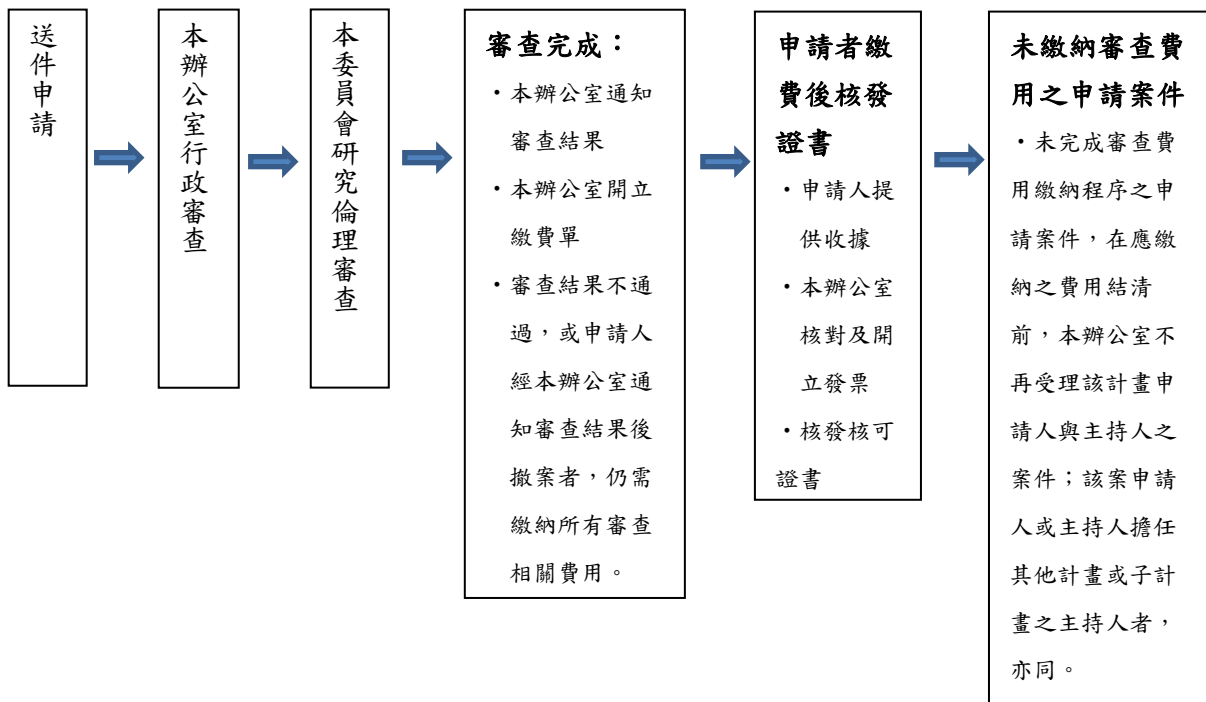 送件申請
本辦公室行政審查
本委員會研究倫理審查
審查完成：
・本辦公室通知
審查結果
・本辦公室開立
繳費單
・審查結果不通
過，或申請人
經本辦公室通
知審查結果後
撤案者，仍需
繳納所有審查
相關費用。
申請者繳
費後核發
證書
・申請人提
供收據
・本辦公室
核對及開
立發票
・核發核可
證書
未繳納審查費
用之申請案件
・未完成審查費
用繳納程序之申
請案件，在應繳
納之費用結清
前，本辦公室不
再受理該計畫申
請人與主持人之
案件；該案申請
人或主持人擔任
其他計畫或子計
畫之主持人者，
亦同。